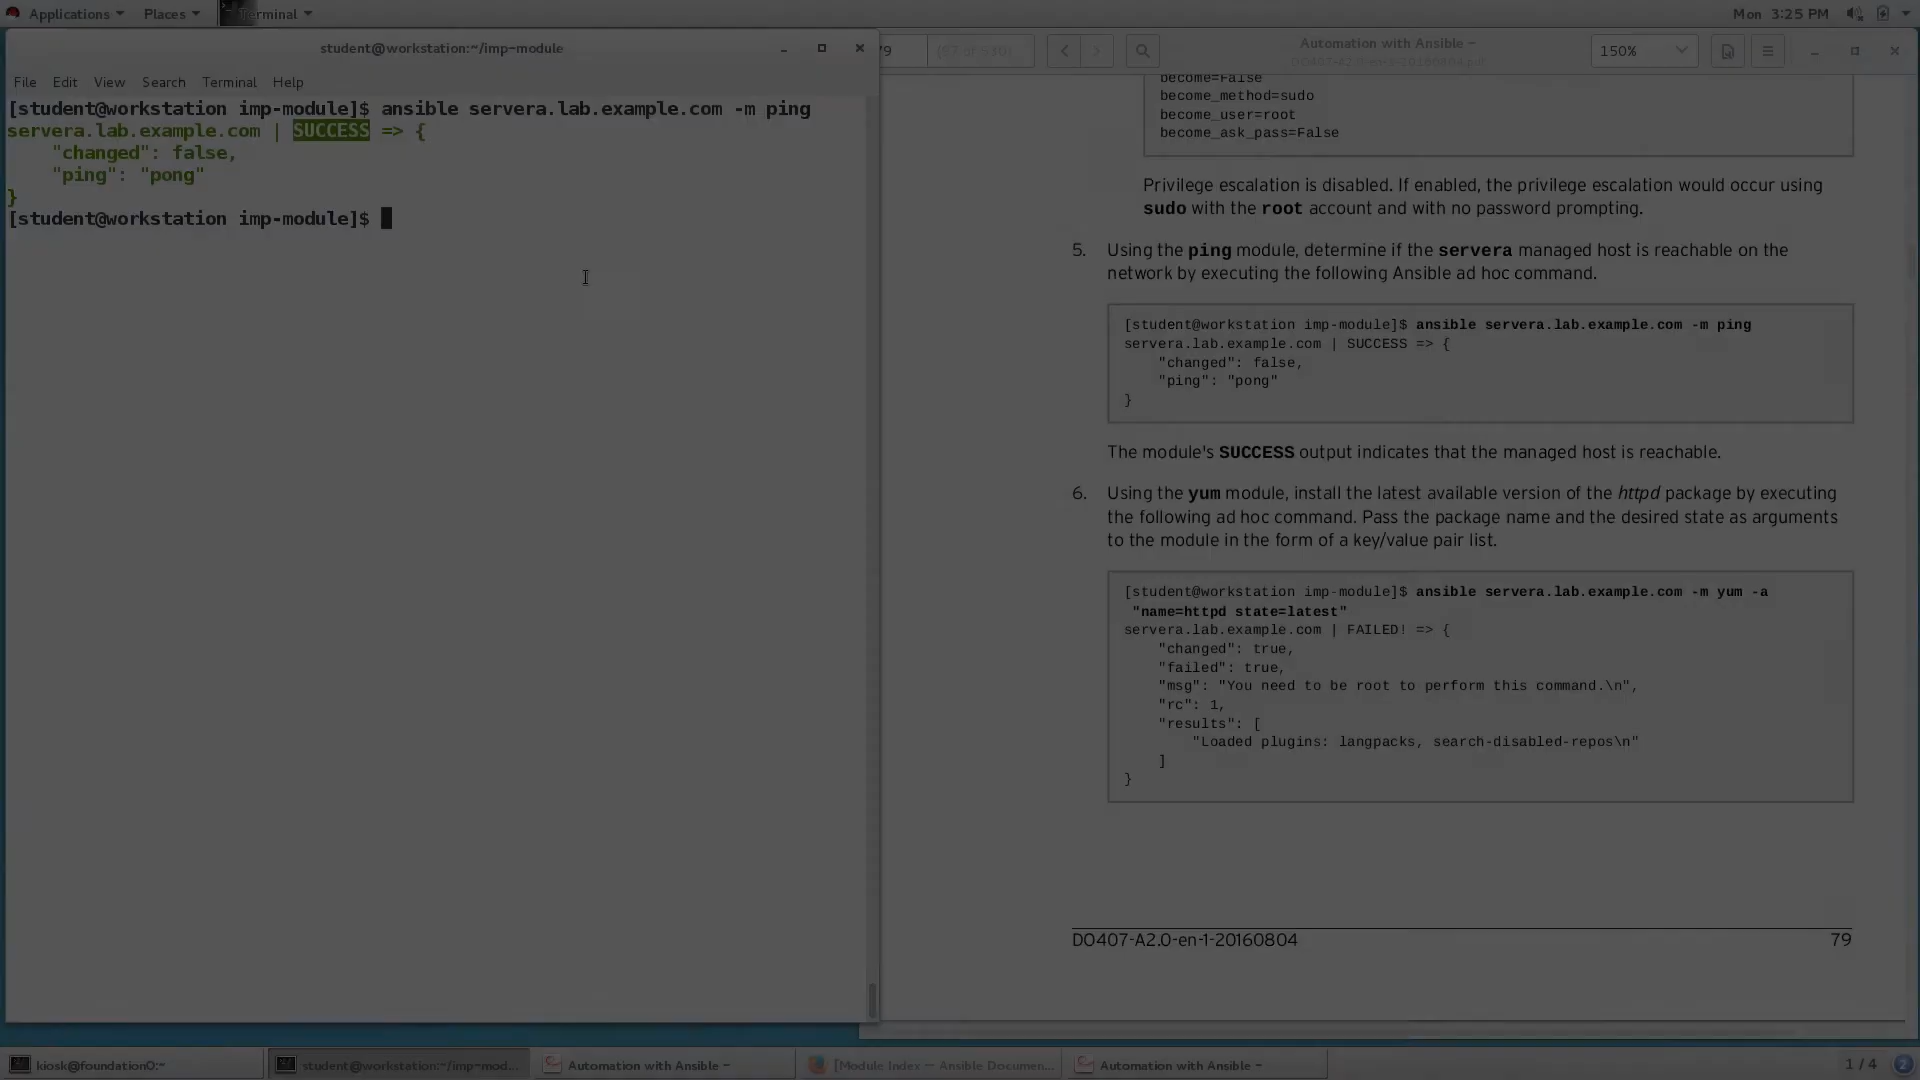 Applications Places Terminal Mon 3:25 PM
student@workstation:~/imp-module
File Edit View Search Terminal Help
[student@workstation imp-module]$ ansible servera.lab.example.com -m ping
servera.lab.example.com | SUCCESS => {
"changed": false,
"ping": "pong"
}
[student@workstation imp-module]$
Automation with Ansible –
150%
become=False
become_method=sudo
become_user=root
become_ask_pass=False
Privilege escalation is disabled. If enabled, the privilege escalation would occur using
sudo with the root account and with no password prompting.
5. Using the ping module, determine if the servera managed host is reachable on the
network by executing the following Ansible ad hoc command.
[student@workstation imp-module]$ ansible servera.lab.example.com -m ping
servera.lab.example.com | SUCCESS => {
"changed": false,
"ping": "pong"
}
The module's SUCCESS output indicates that the managed host is reachable.
6. Using the yum module, install the latest available version of the httpd package by executing
the following ad hoc command. Pass the package name and the desired state as arguments
to the module in the form of a key/value pair list.
[student@workstation imp-module]$ ansible servera.lab.example.com -m yum -a
"name=httpd state=latest"
servera.lab.example.com | FAILED! => {
"changed": true,
"failed": true,
"msg": "You need to be root to perform this command.\n",
"rc": 1,
"results": [
"Loaded plugins: langpacks, search-disabled-repos\n"
]
}
DO407-A2.0-en-1-20160804 79
kiosk@foundation0:~ student@workstation:~/imp-mod... Automation with Ansible – [Module Index — Ansible Documen... Automation with Ansible – 1 / 4 2